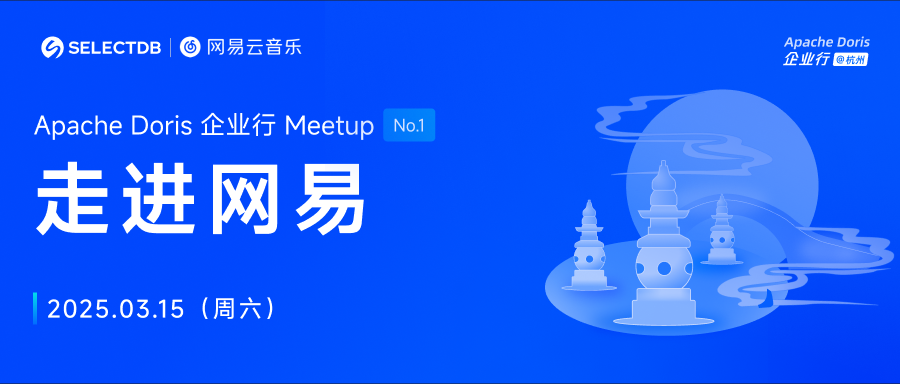 SELECTDB | 网易云音乐
Apache Doris
企业行 @杭州
Apache Doris 企业行 Meetup No.1
走进网易
2025.03.15（周六）